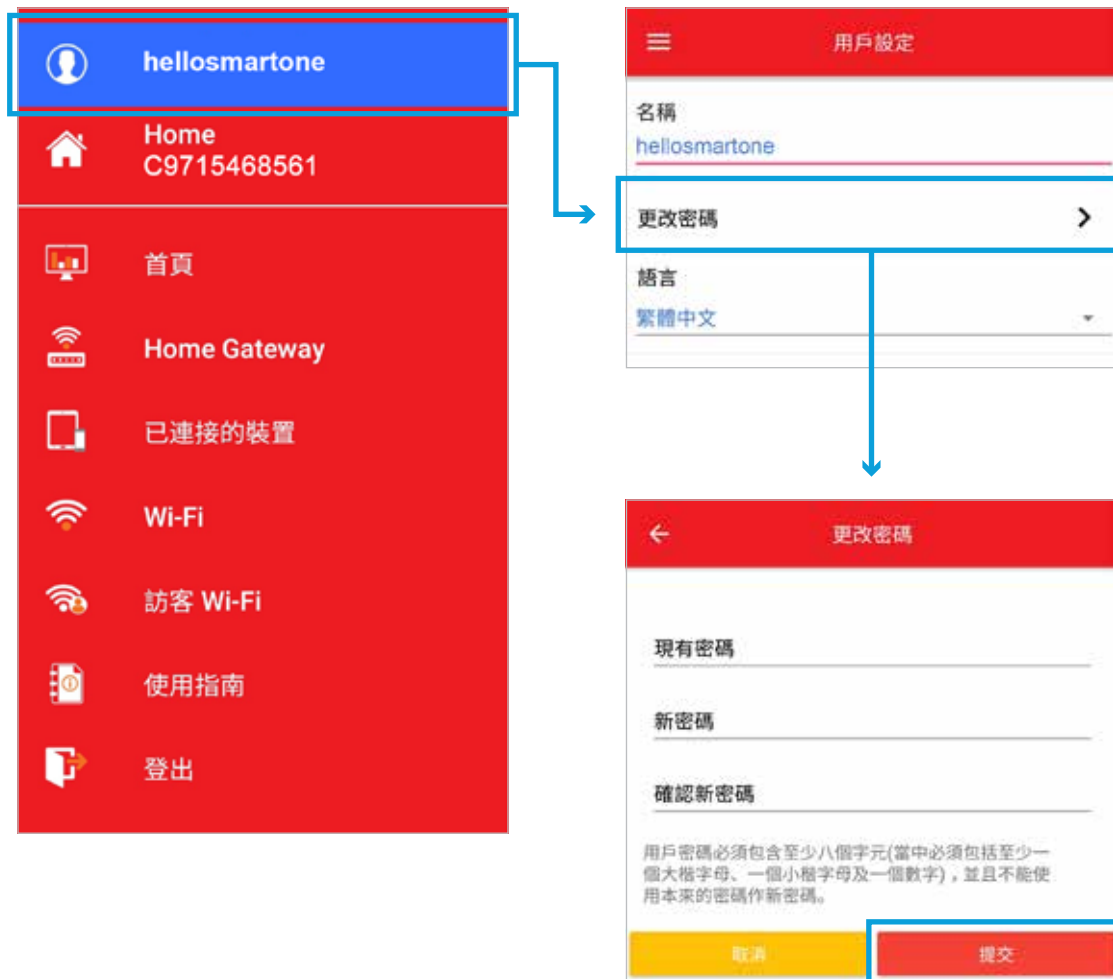 hellosmartone
Home
C9715468561
首頁
Home Gateway
已連接的裝置
Wi-Fi
訪客 Wi-Fi
使用指南
登出
用戶設定
名稱
hellosmartone
更改密碼
語言
繁體中文
更改密碼
現有密碼
新密碼
確認新密碼
用戶密碼必須包含至少八個字元(當中必須包括至少一
個大楷字母、一個小楷字母及一個數字)，並且不能使
用本來的密碼作新密碼。
取消
提交